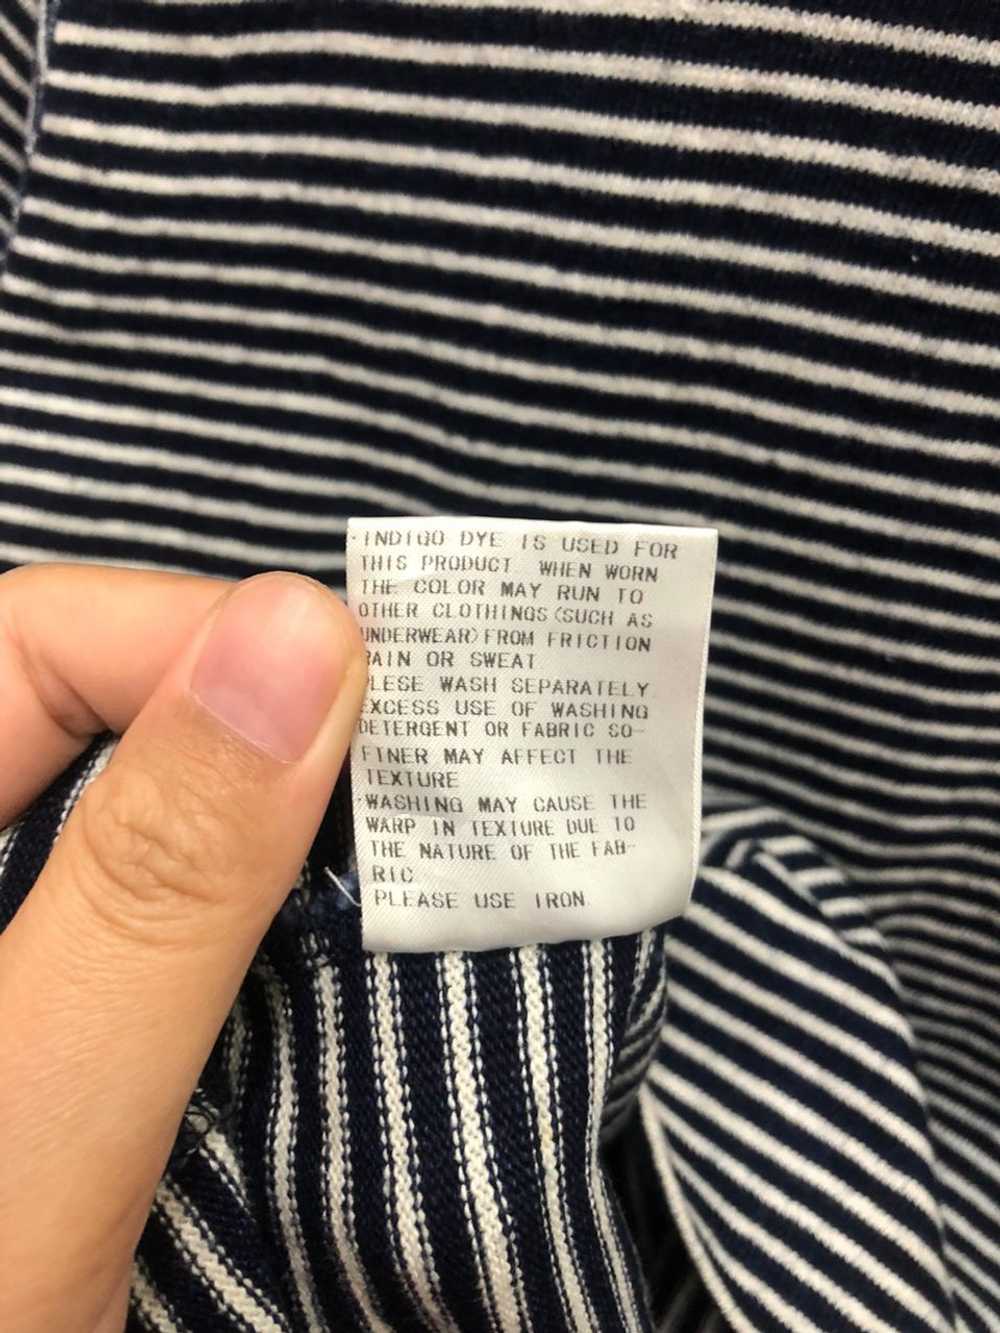 ·INDIGO DYE IS USED FOR
THIS PRODUCT WHEN WORN
THE COLOR MAY RUN TO
OTHER CLOTHINGS (SUCH AS
UNDERWEAR) FROM FRICTION
RAIN OR SWEAT
PLESE WASH SEPARATELY
EXCESS USE OF WASHING
DETERGENT OR FABRIC SO-
FTNER MAY AFFECT THE
TEXTURE
·WASHING MAY CAUSE THE
WARP IN TEXTURE DUE TO
THE NATURE OF THE FAB-
RIC
PLEASE USE IRON.